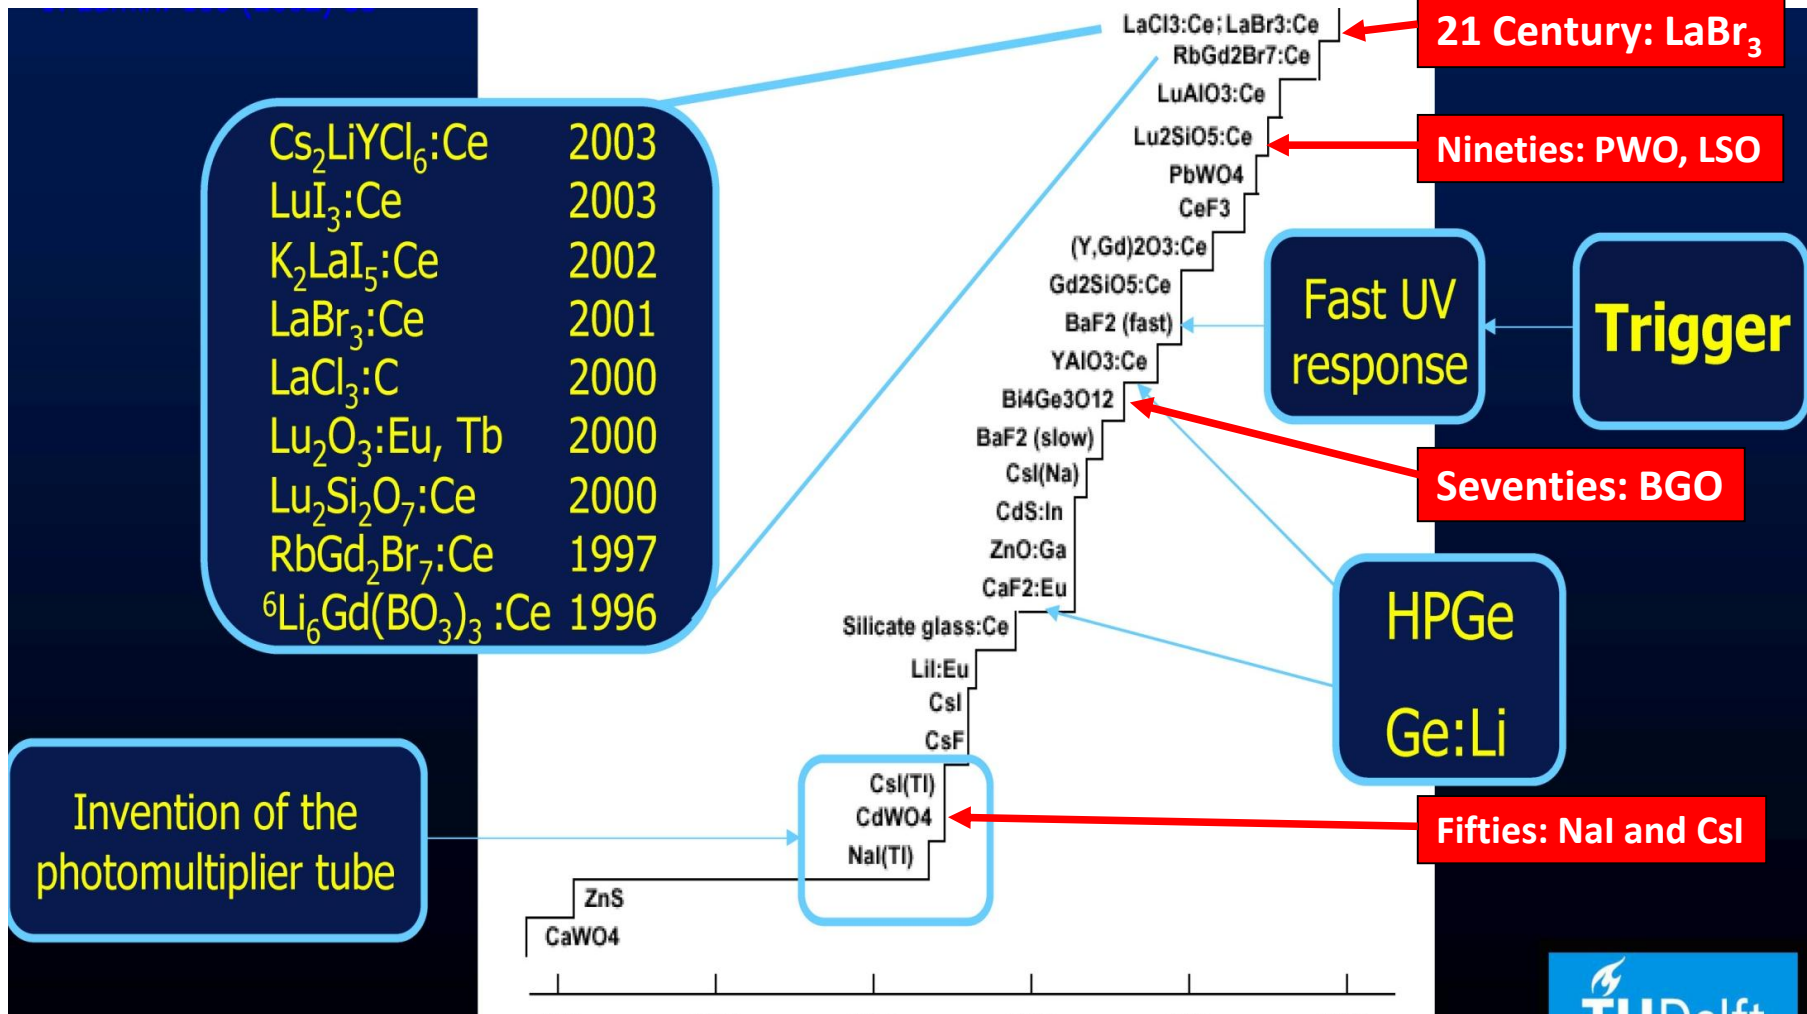 LaCl3:Ce; LaBr3:Ce
RbGd2Br7:Ce
LuAlO3:Ce
Lu2SiO5:Ce
PbWO4
CeF3
(Y,Gd)2O3:Ce
Gd2SiO5:Ce
BaF2 (fast)
YAlO3:Ce
Bi4Ge3O12
BaF2 (slow)
CsI(Na)
CdS:In
ZnO:Ga
CaF2:Eu
Silicate glass:Ce
LiI:Eu
CsI
CsF
CsI(Tl)
CdWO4
NaI(Tl)
ZnS
CaWO4
Cs₂LiYCl₆:Ce 2003
LuI₃:Ce 2003
K₂LaI₅:Ce 2002
LaBr₃:Ce 2001
LaCl₃:C 2000
Lu₂O₃:Eu, Tb 2000
Lu₂Si₂O₇:Ce 2000
RbGd₂Br₇:Ce 1997
⁶Li₆Gd(BO₃)₃ :Ce 1996
Invention of the
photomultiplier tube
21 Century: LaBr₃
Nineties: PWO, LSO
Fast UV
response
Trigger
Seventies: BGO
HPGe
Ge:Li
Fifties: NaI and CsI
TUDelft